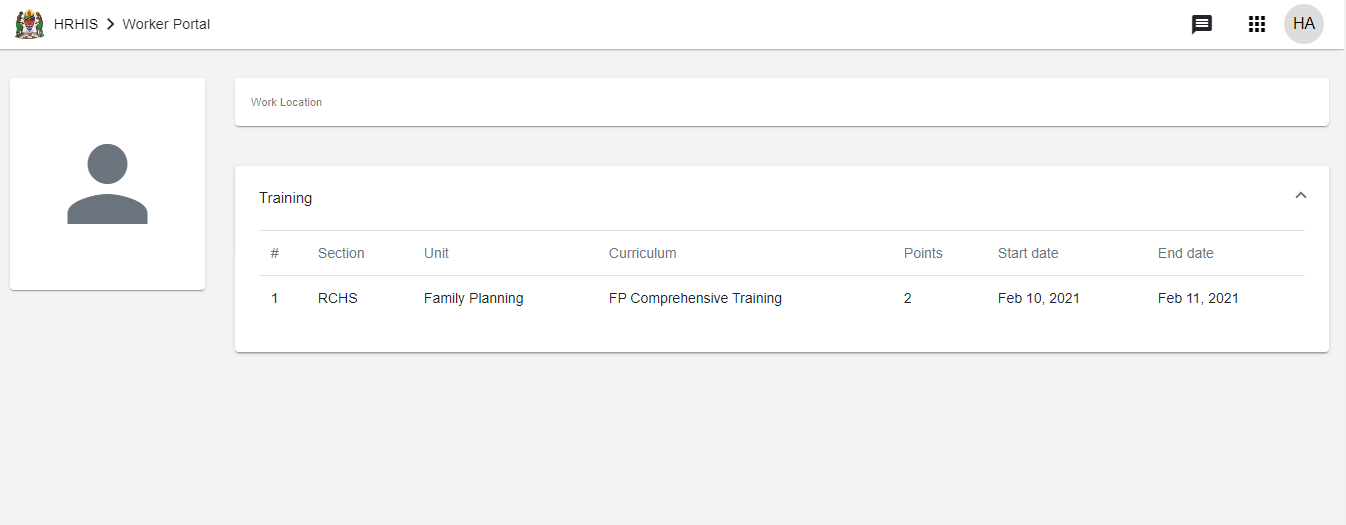 HRHIS > Worker Portal
HA
Work Location
Training
# Section Unit Curriculum Points Start date End date
1 RCHS Family Planning FP Comprehensive Training 2 Feb 10, 2021 Feb 11, 2021